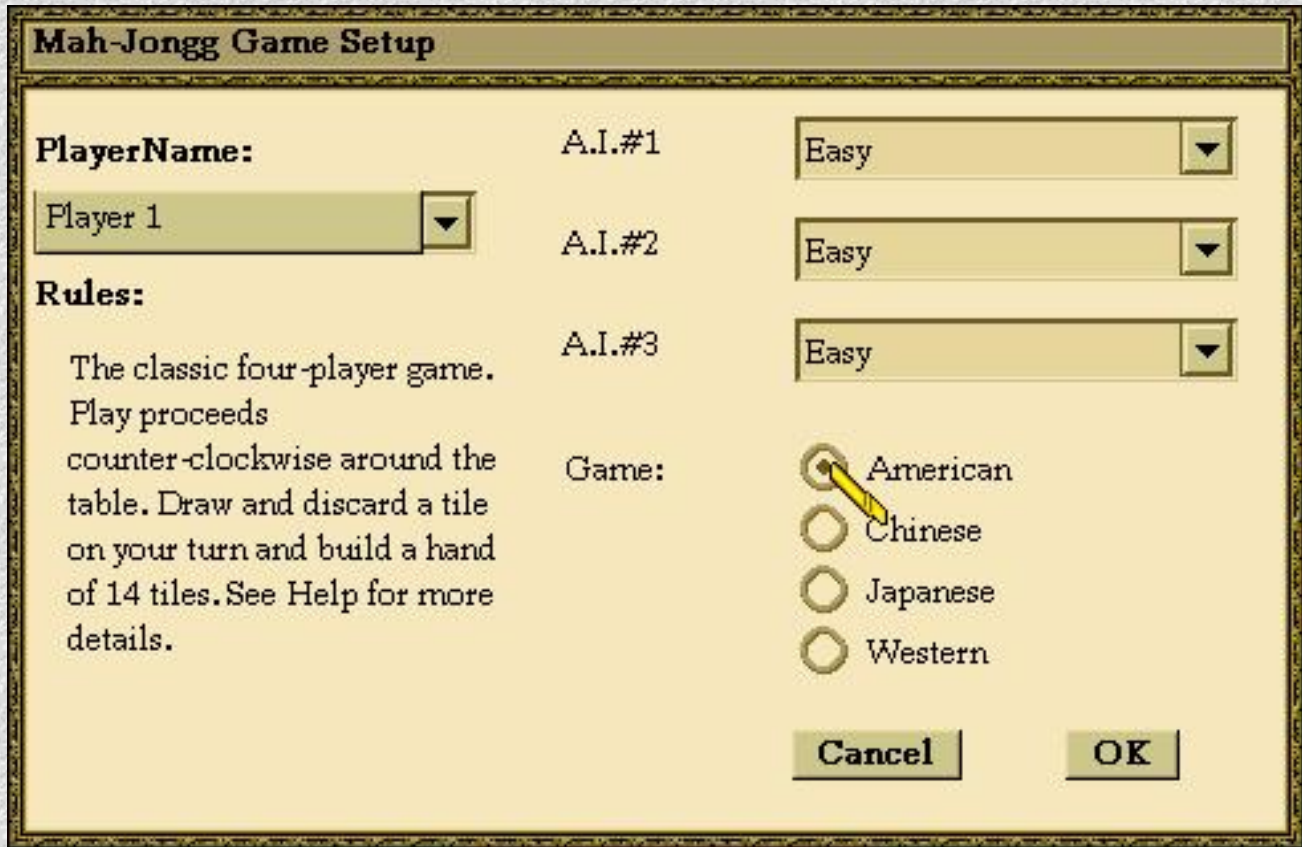 Mah-Jongg Game Setup
PlayerName:
Player 1
Rules:
The classic four-player game.
Play proceeds
counter-clockwise around the
table. Draw and discard a tile
on your turn and build a hand
of 14 tiles. See Help for more
details.
A.I.#1
Easy
A.I.#2
Easy
A.I.#3
Easy
Game:
American
Chinese
Japanese
Western
Cancel
OK